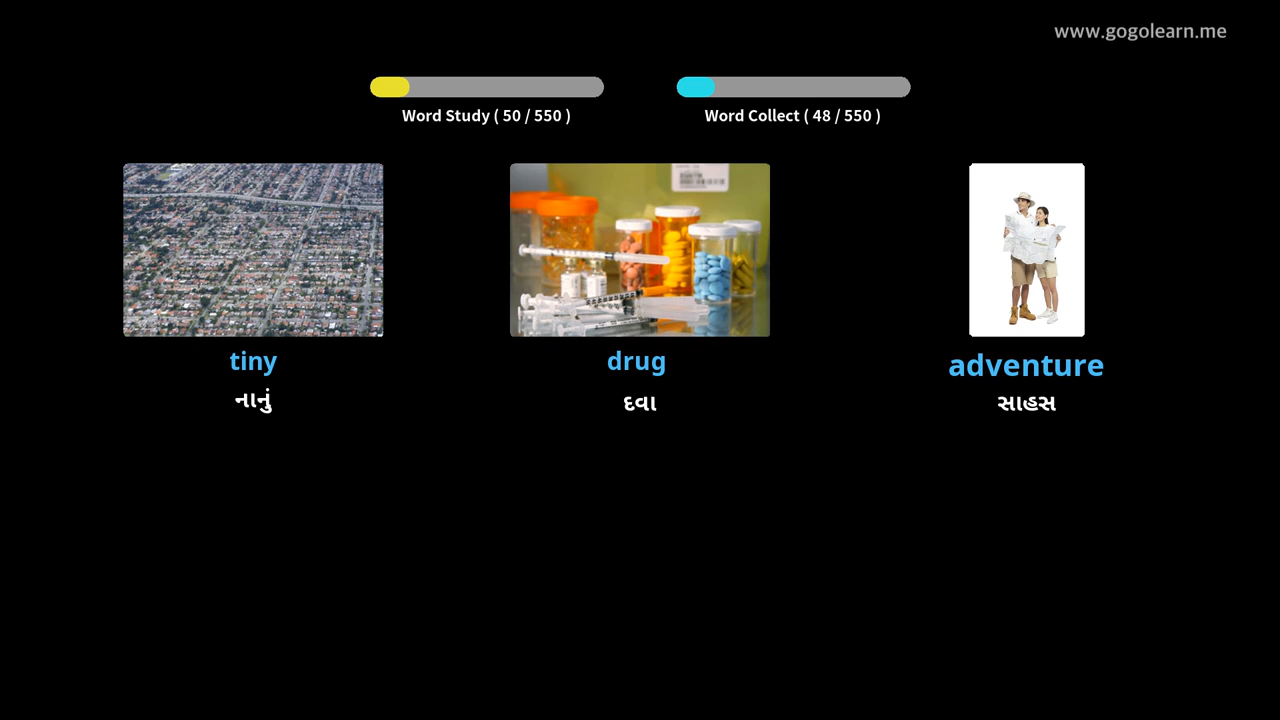 www.gogolearn.me
Word Study ( 50 / 550 )
Word Collect ( 48 / 550 )
tiny
નાનું
drug
દવા
adventure
સાહસ